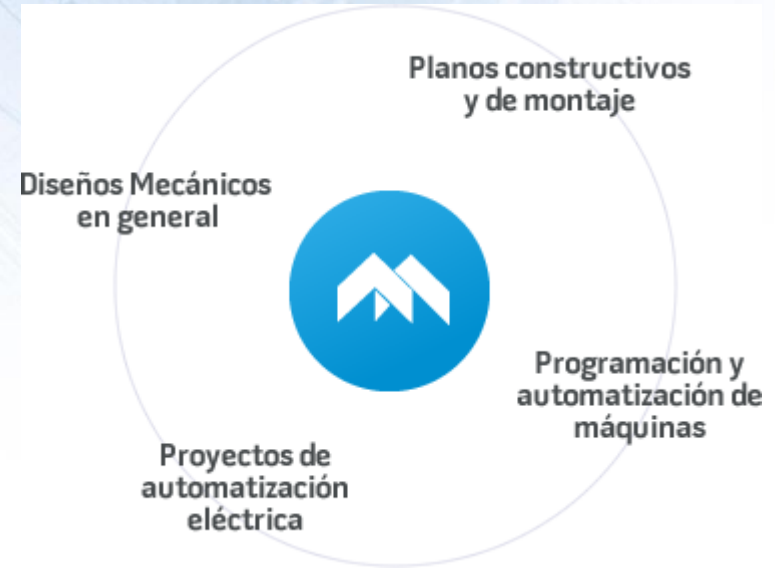 Planos constructivos
y de montaje
Diseños Mecánicos
en general
Programación y
automatización de
máquinas
Proyectos de
automatización
eléctrica